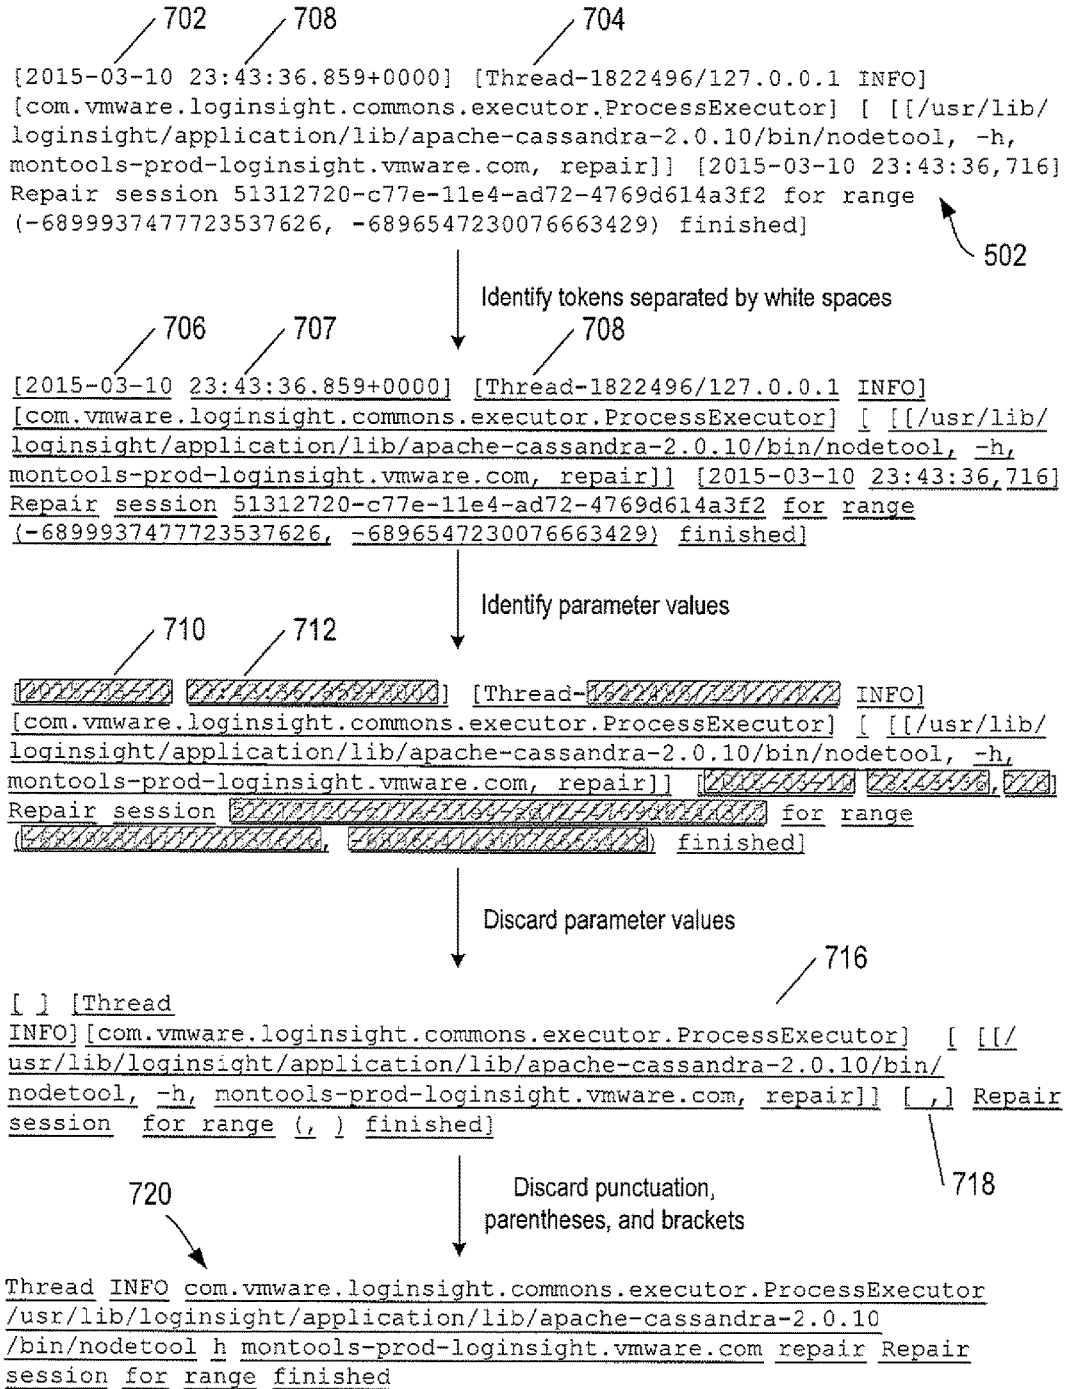 702 708 704
[2015-03-10 23:43:36.859+0000] [Thread-1822496/127.0.0.1 INFO]
[com.vmware.loginsight.commons.executor.ProcessExecutor] [ [[/usr/lib/
loginsight/application/lib/apache-cassandra-2.0.10/bin/nodetool, -h,
montools-prod-loginsight.vmware.com, repair]] [2015-03-10 23:43:36,716]
Repair session 51312720-c77e-11e4-ad72-4769d614a3f2 for range
(-6899937477723537626, -6896547230076663429) finished]
502
Identify tokens separated by white spaces
706 707 708
[2015-03-10 23:43:36.859+0000] [Thread-1822496/127.0.0.1 INFO]
[com.vmware.loginsight.commons.executor.ProcessExecutor] [ [[/usr/lib/
loginsight/application/lib/apache-cassandra-2.0.10/bin/nodetool, -h,
montools-prod-loginsight.vmware.com, repair]] [2015-03-10 23:43:36,716]
Repair session 51312720-c77e-11e4-ad72-4769d614a3f2 for range
(-6899937477723537626, -6896547230076663429) finished]
Identify parameter values
710 712
[ ] [Thread- INFO]
[com.vmware.loginsight.commons.executor.ProcessExecutor] [ [[/usr/lib/
loginsight/application/lib/apache-cassandra-2.0.10/bin/nodetool, -h,
montools-prod-loginsight.vmware.com, repair]] [ , ]
Repair session for range
( , ) finished]
Discard parameter values
716
[ ] [Thread
INFO][com.vmware.loginsight.commons.executor.ProcessExecutor] [ [[/
usr/lib/loginsight/application/lib/apache-cassandra-2.0.10/bin/
nodetool, -h, montools-prod-loginsight.vmware.com, repair]] [ ,] Repair
session for range (, ) finished]
718
Discard punctuation,
parentheses, and brackets
720
Thread INFO com.vmware.loginsight.commons.executor.ProcessExecutor
/usr/lib/loginsight/application/lib/apache-cassandra-2.0.10
/bin/nodetool h montools-prod-loginsight.vmware.com repair Repair
session for range finished